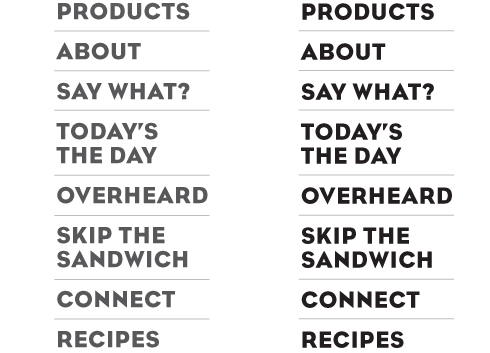 PRODUCTS
ABOUT
SAY WHAT?
TODAY'S
THE DAY
OVERHEARD
SKIP THE
SANDWICH
CONNECT
RECIPES
PRODUCTS
ABOUT
SAY WHAT?
TODAY'S
THE DAY
OVERHEARD
SKIP THE
SANDWICH
CONNECT
RECIPES